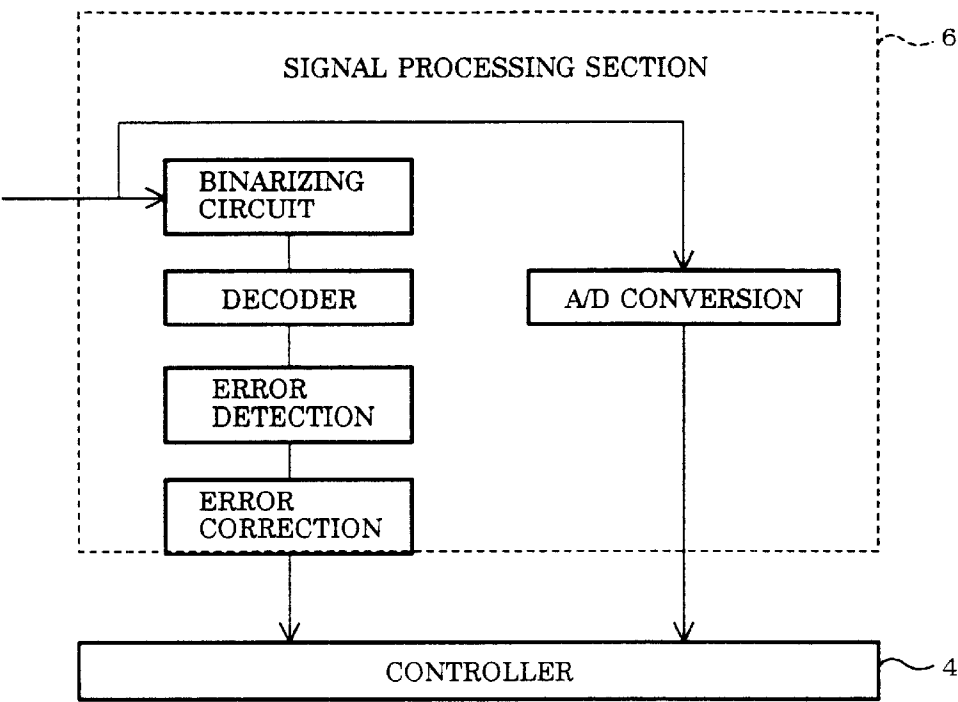 6
SIGNAL PROCESSING SECTION
BINARIZING
CIRCUIT
DECODER
A/D CONVERSION
ERROR
DETECTION
ERROR
CORRECTION
CONTROLLER
4